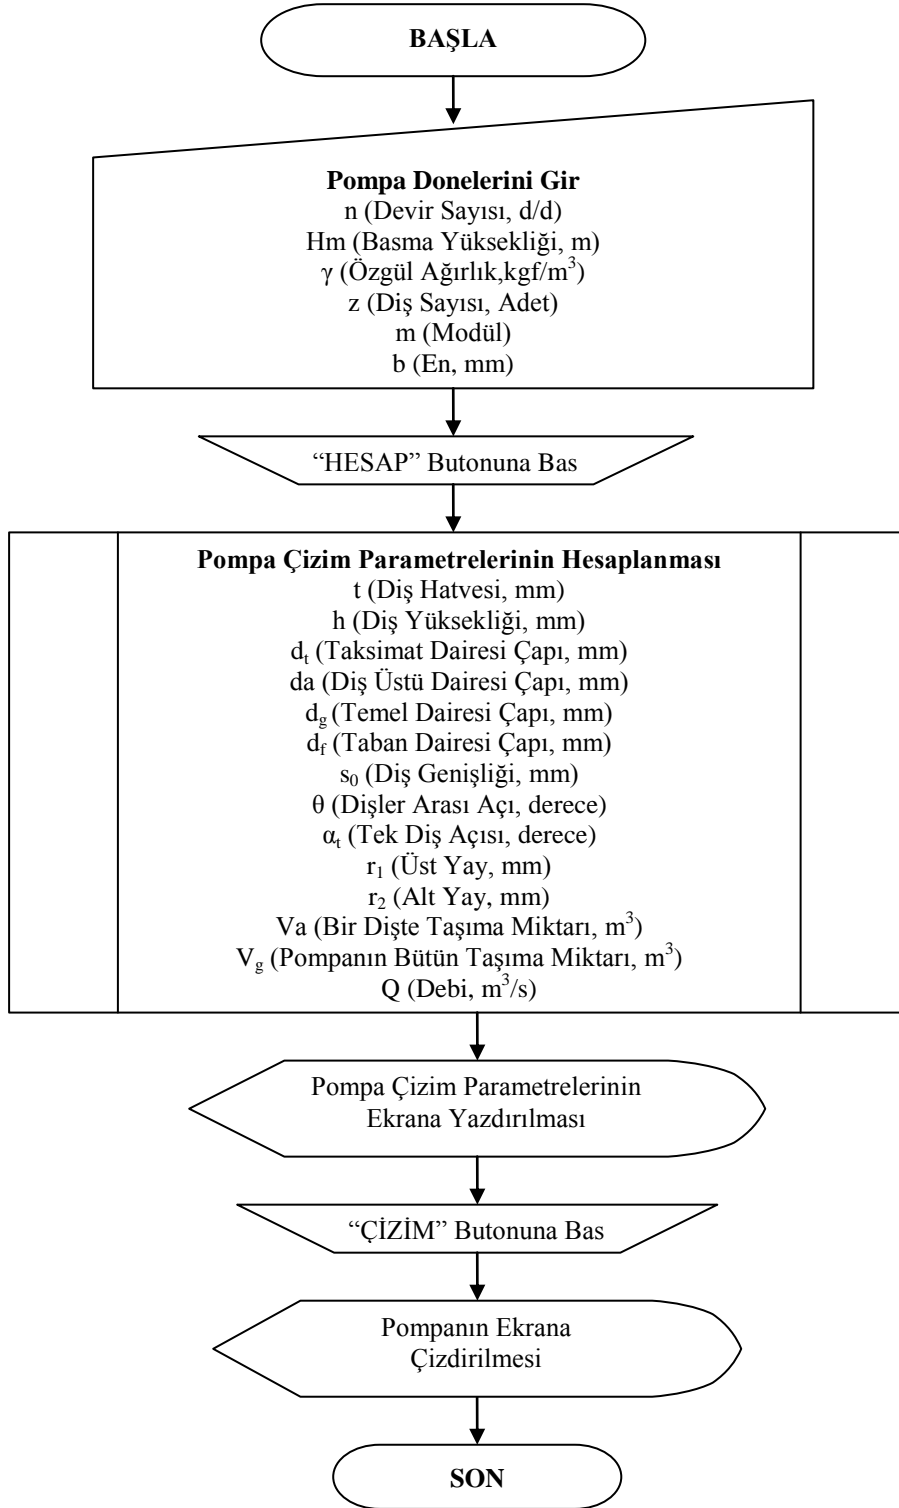 BAŞLA
Pompa Donelerini Gir
n (Devir Sayısı, d/d)
Hm (Basma Yüksekliği, m)
γ (Özgül Ağırlık,kgf/m³)
z (Diş Sayısı, Adet)
m (Modül)
b (En, mm)
“HESAP” Butonuna Bas
Pompa Çizim Parametrelerinin Hesaplanması
t (Diş Hatvesi, mm)
h (Diş Yüksekliği, mm)
dₜ (Taksimat Dairesi Çapı, mm)
da (Diş Üstü Dairesi Çapı, mm)
d_g (Temel Dairesi Çapı, mm)
d_f (Taban Dairesi Çapı, mm)
s₀ (Diş Genişliği, mm)
θ (Dişler Arası Açı, derece)
αₜ (Tek Diş Açısı, derece)
r₁ (Üst Yay, mm)
r₂ (Alt Yay, mm)
Va (Bir Dişte Taşıma Miktarı, m³)
V_g (Pompanın Bütün Taşıma Miktarı, m³)
Q (Debi, m³/s)
Pompa Çizim Parametrelerinin
Ekrana Yazdırılması
“ÇİZİM” Butonuna Bas
Pompanın Ekrana
Çizdirilmesi
SON